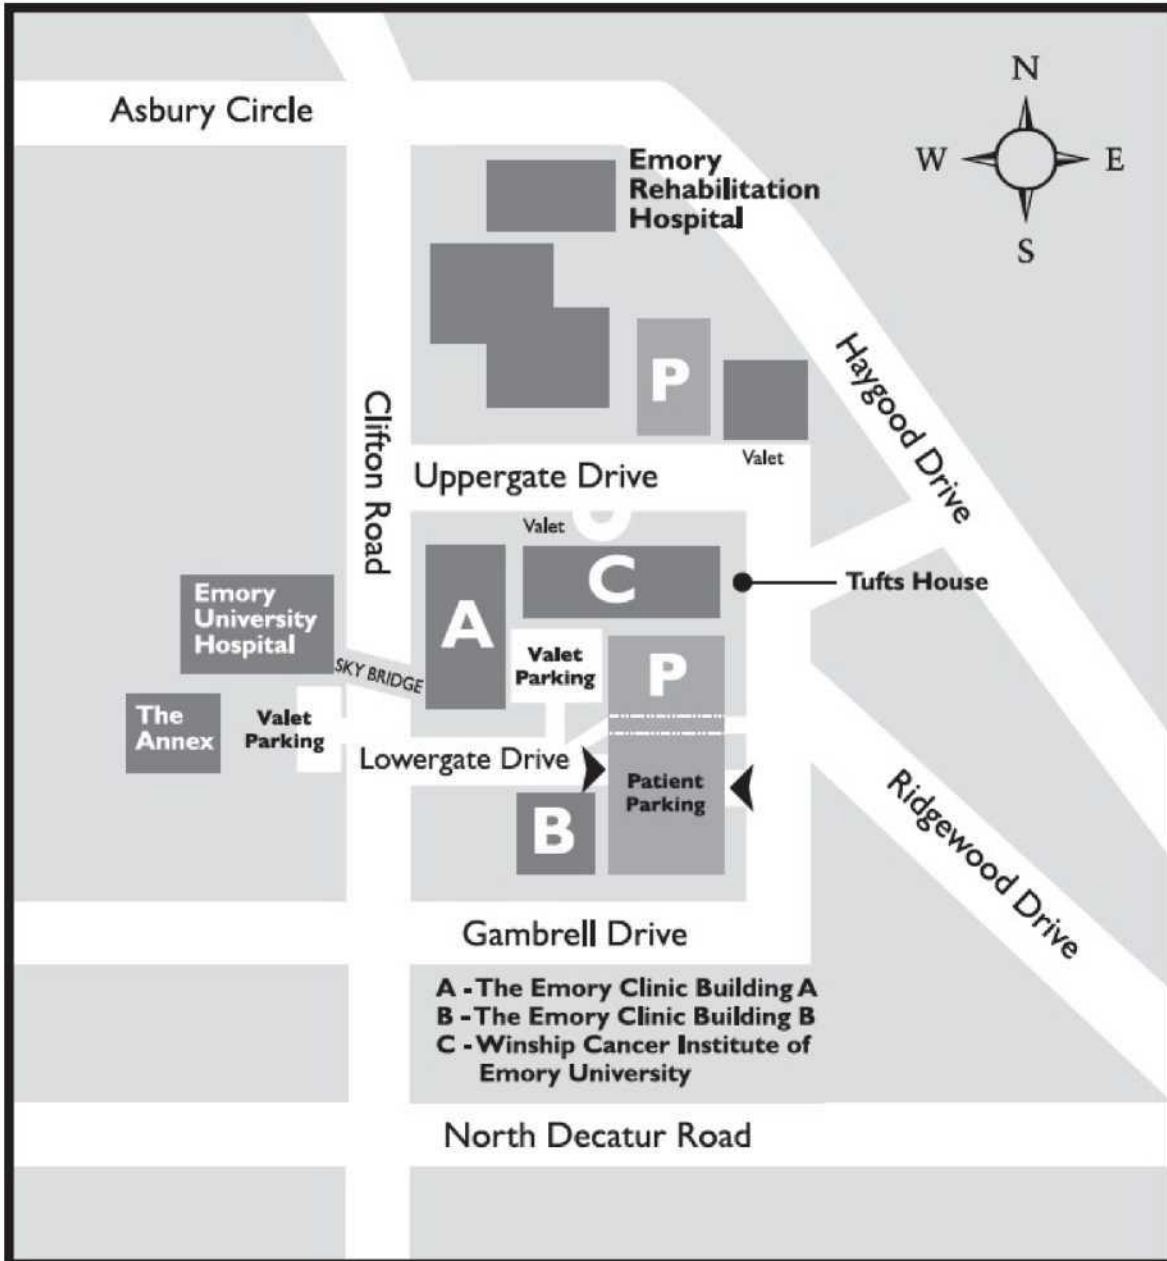 N
Asbury Circle
W
E
S
Emory
Rehabilitation
Hospital
P
Haygood Drive
Clifton Road
Uppergate Drive
Valet
Valet
C
Tufts House
Emory
University
Hospital
A
SKY BRIDGE
Valet
Parking
P
The
Annex
Valet
Parking
Lowergate Drive
Patient
Parking
B
Ridgewood Drive
Gambrell Drive
A - The Emory Clinic Building A
B - The Emory Clinic Building B
C - Winship Cancer Institute of
Emory University
North Decatur Road